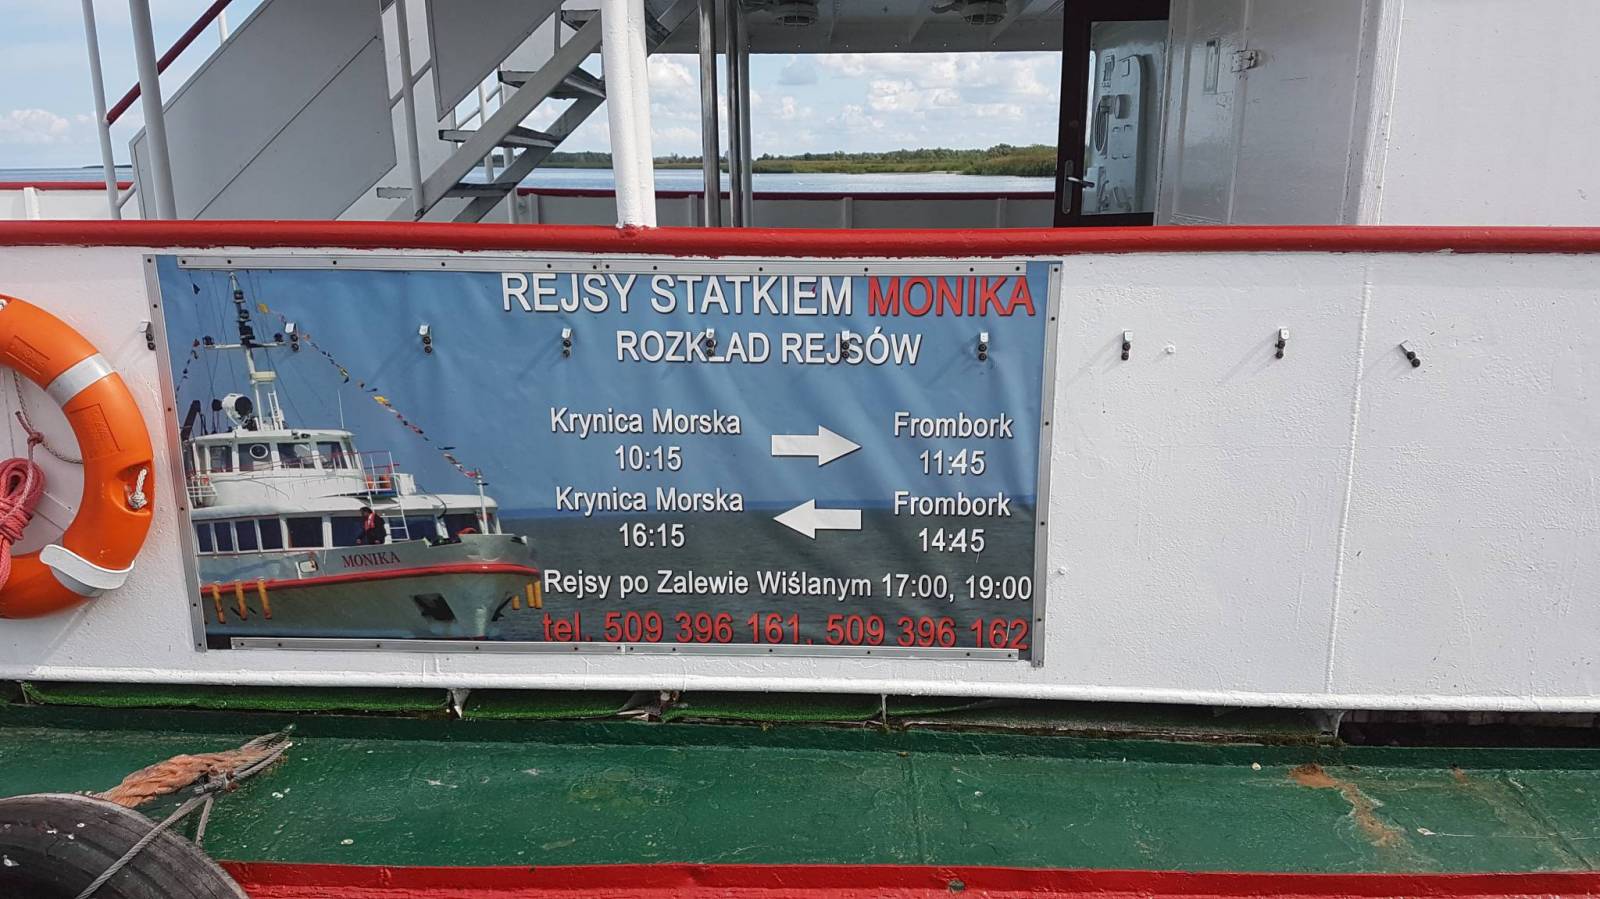 REJSY STATKIEM MONIKA
ROZKŁAD REJSÓW
Krynica Morska Frombork
10:15 11:45
Krynica Morska Frombork
16:15 14:45
MONIKA
Rejsy po Zalewie Wiślanym 17:00, 19:00
tel. 509 396 161, 509 396 162